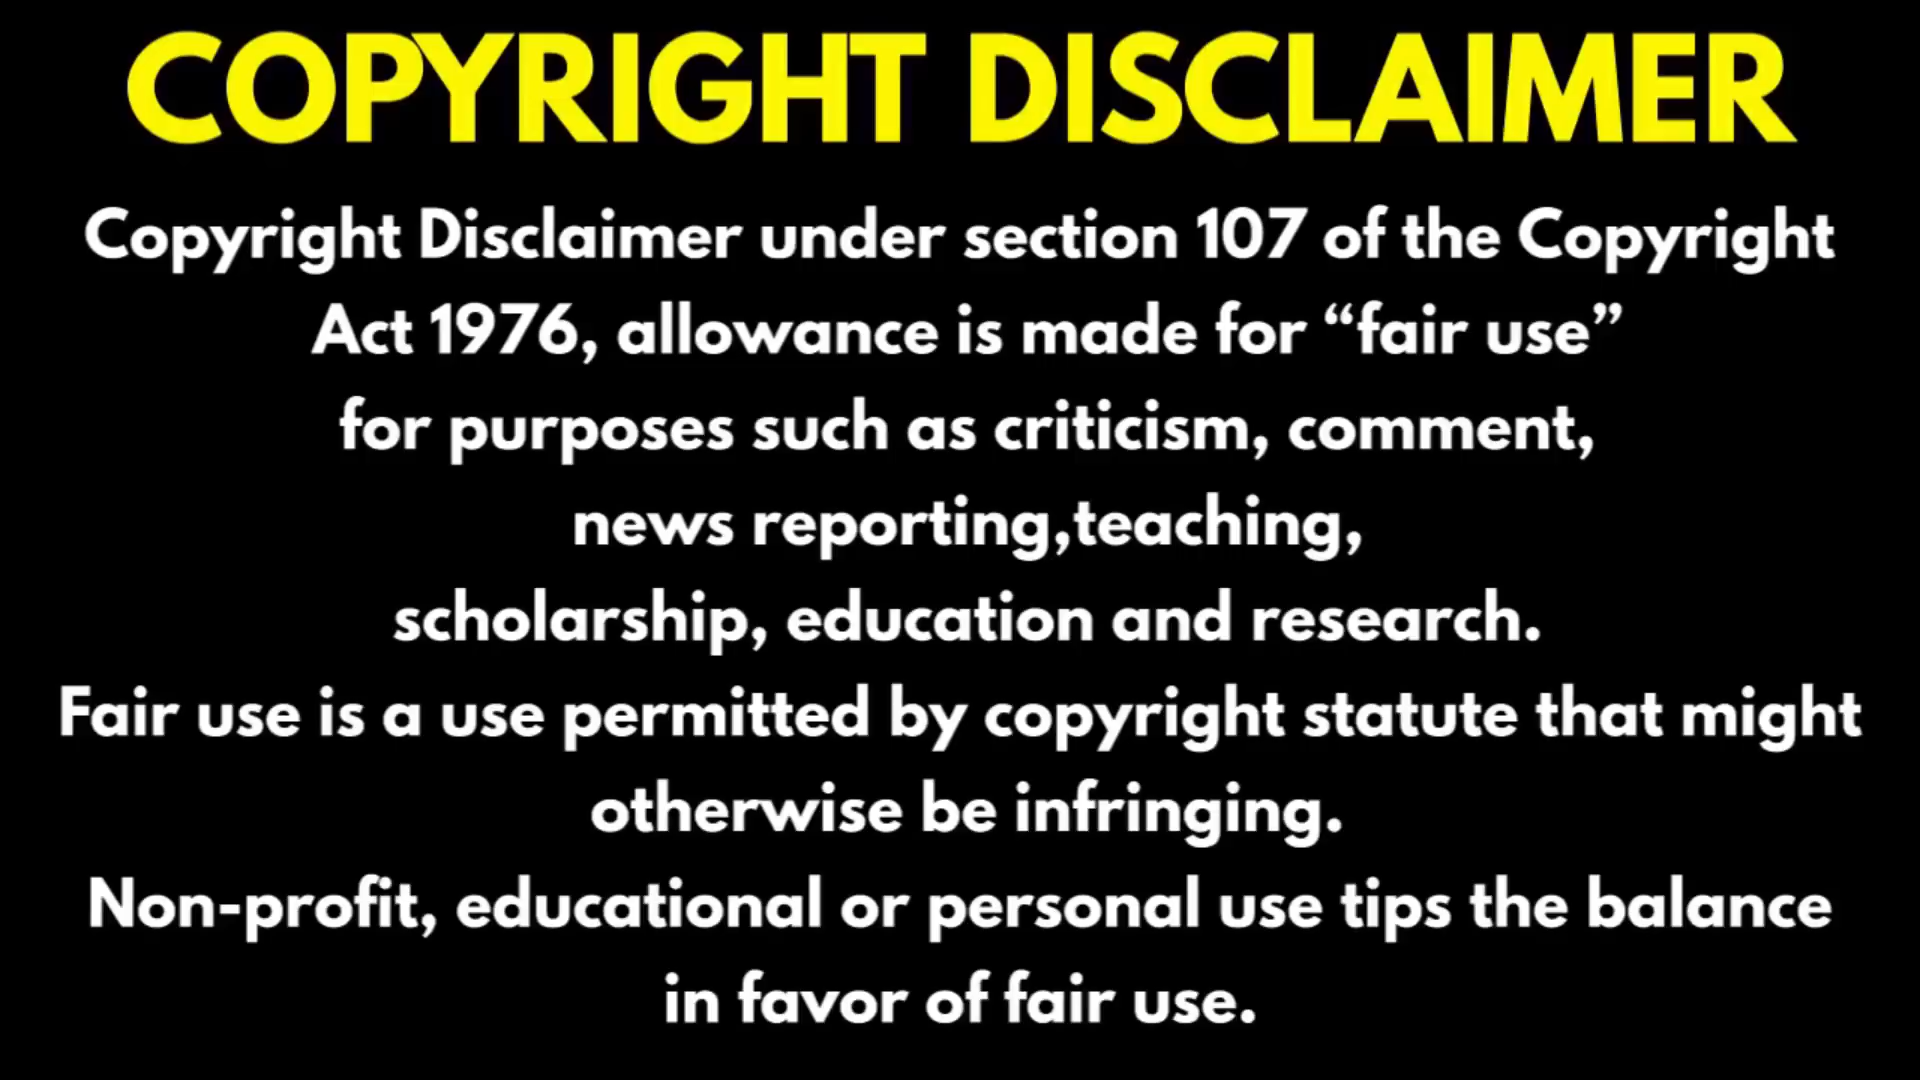 COPYRIGHT DISCLAIMER
Copyright Disclaimer under section 107 of the Copyright
Act 1976, allowance is made for “fair use”
for purposes such as criticism, comment,
news reporting,teaching,
scholarship, education and research.
Fair use is a use permitted by copyright statute that might
otherwise be infringing.
Non-profit, educational or personal use tips the balance
in favor of fair use.